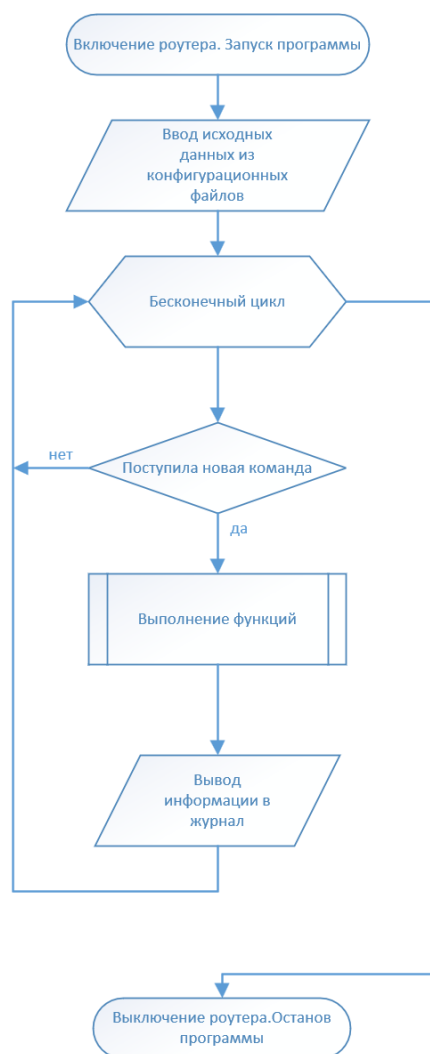 Включение роутера. Запуск программы
Ввод исходных
данных из
конфигурационных
файлов
Бесконечный цикл
Поступила новая команда
нет
да
Выполнение функций
Вывод
информации в
журнал
Выключение роутера.Останов
программы